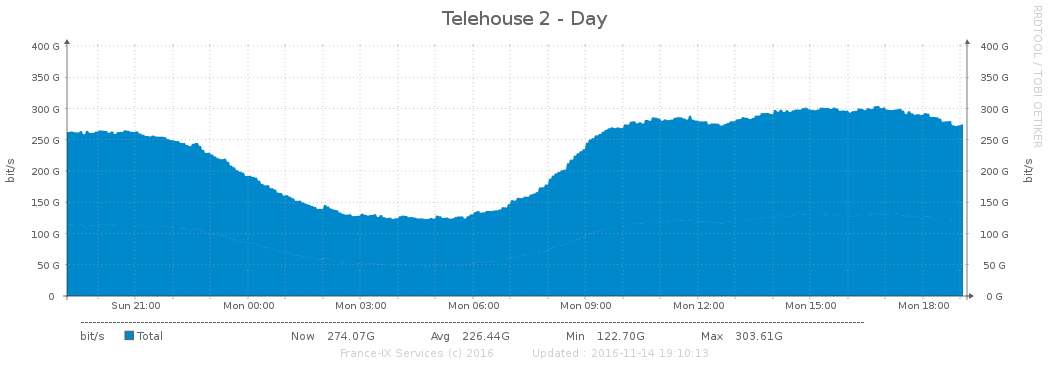 Telehouse 2 - Day
RRDTOOL / TOBI OETIKER
400 G 400 G
350 G 350 G
300 G 300 G
250 G 250 G
200 G 200 G
150 G 150 G
100 G 100 G
50 G 50 G
0 0 G
bit/s bit/s
Sun 21:00 Mon 00:00 Mon 03:00 Mon 06:00 Mon 09:00 Mon 12:00 Mon 15:00 Mon 18:00
bit/s Total Now 274.07G Avg 226.44G Min 122.70G Max 303.61G
France-IX Services (c) 2016 Updated : 2016-11-14 19:10:13